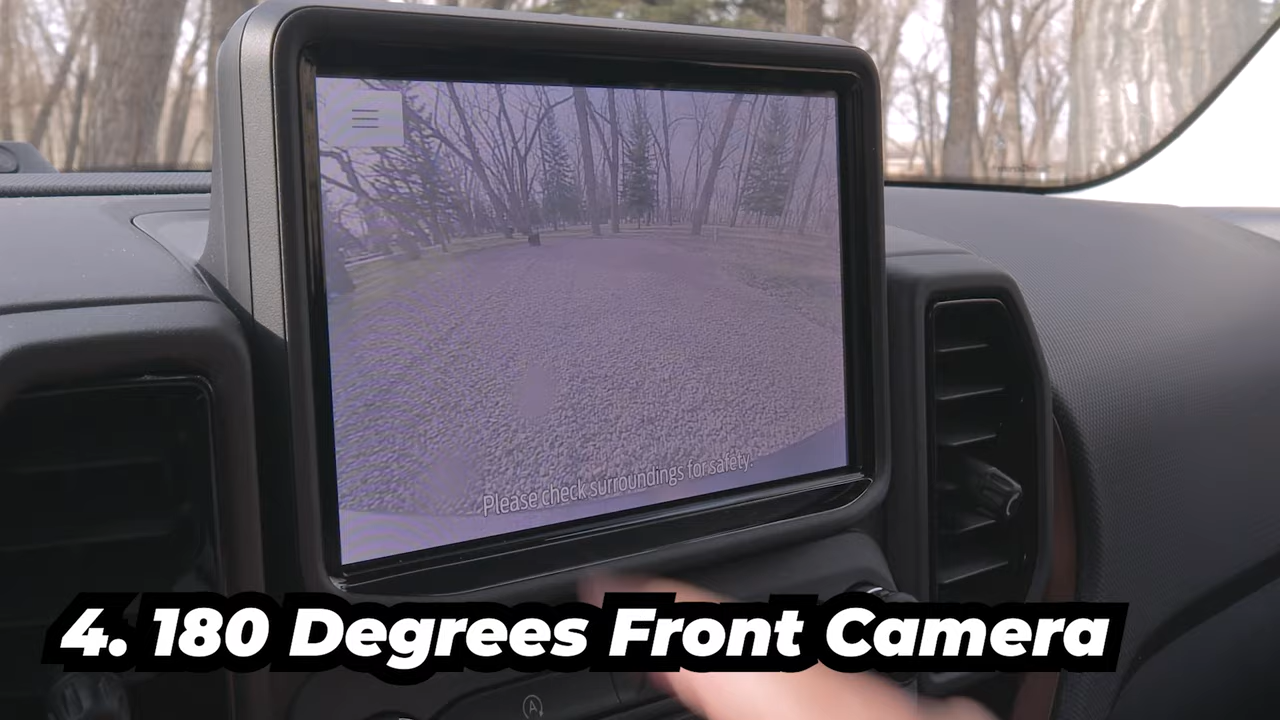 Please check surroundings for safety.
4. 180 Degrees Front Camera
A